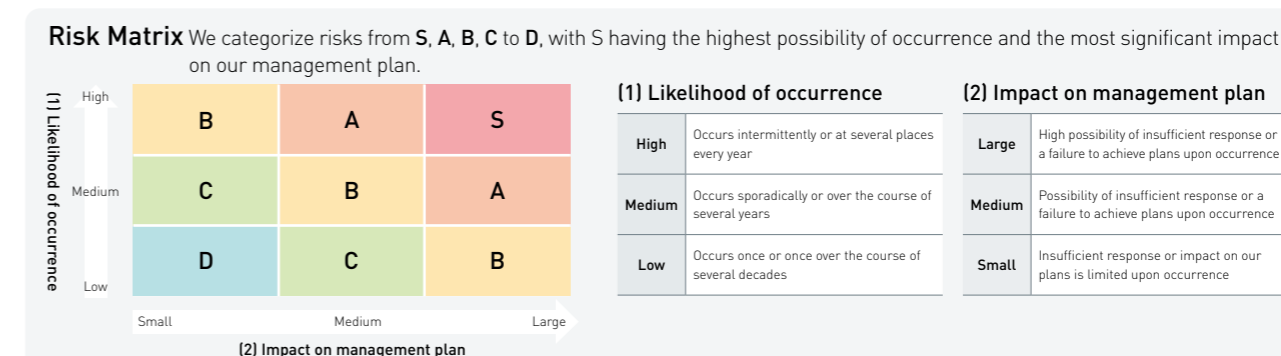 Risk Matrix We categorize risks from S, A, B, C to D, with S having the highest possibility of occurrence and the most significant impact
on our management plan.
(1) Likelihood of occurrence
High
Medium
Low
B A S
C B A
D C B
Small Medium Large
(2) Impact on management plan
(1) Likelihood of occurrence
High
Occurs intermittently or at several places
every year
Medium
Occurs sporadically or over the course of
several years
Low
Occurs once or once over the course of
several decades
(2) Impact on management plan
Large
High possibility of insufficient response or
a failure to achieve plans upon occurrence
Medium
Possibility of insufficient response or a
failure to achieve plans upon occurrence
Small
Insufficient response or impact on our
plans is limited upon occurrence